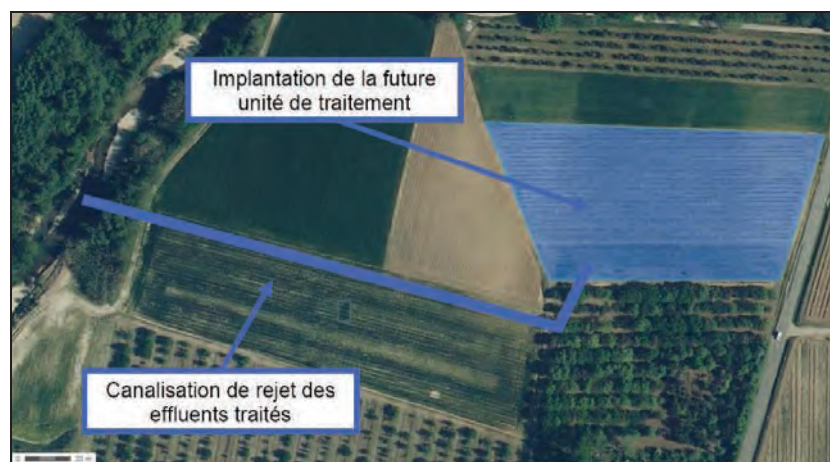 Implantation de la future
unité de traitement
Canalisation de rejet des
effluents traités